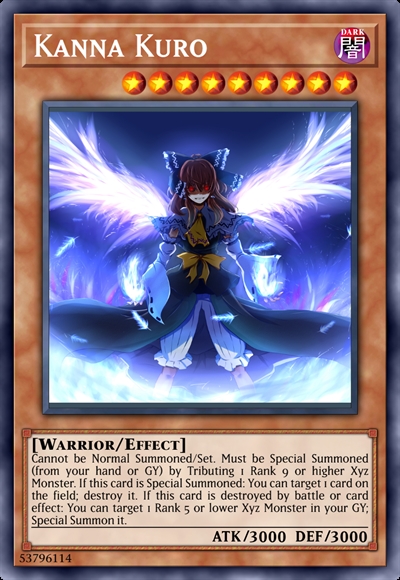 Kanna Kuro
DARK
闇
[Warrior/Effect]
Cannot be Normal Summoned/Set. Must be Special Summoned
(from your hand or GY) by Tributing 1 Rank 9 or higher Xyz
Monster. If this card is Special Summoned: You can target 1 card on
the field; destroy it. If this card is destroyed by battle or card
effect: You can target 1 Rank 5 or lower Xyz Monster in your GY;
Special Summon it.
ATK/3000 DEF/3000
53796114